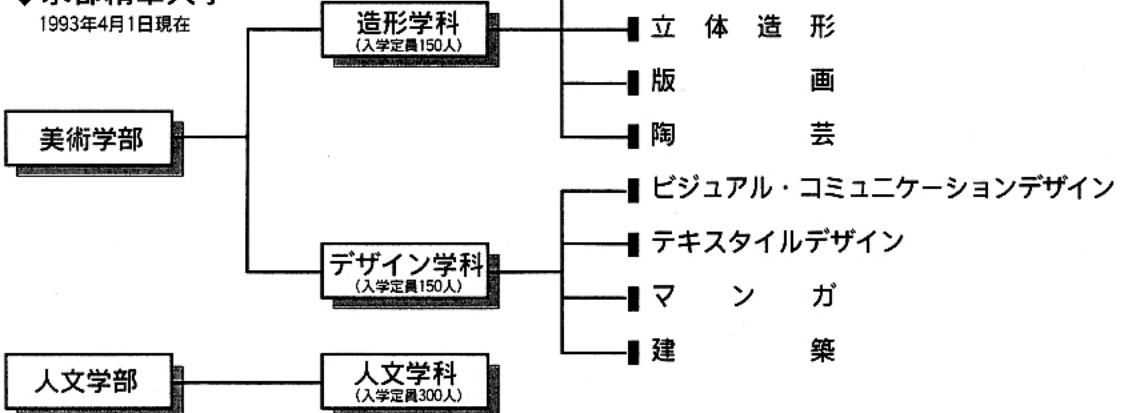 1993年4月1日現在
造形学科
(入学定員150人)
立体造形
版画
陶芸
美術学部
ビジュアル・コミュニケーションデザイン
テキスタイルデザイン
デザイン学科
(入学定員150人)
マンガ
建築
人文学部
人文学科
(入学定員300人)